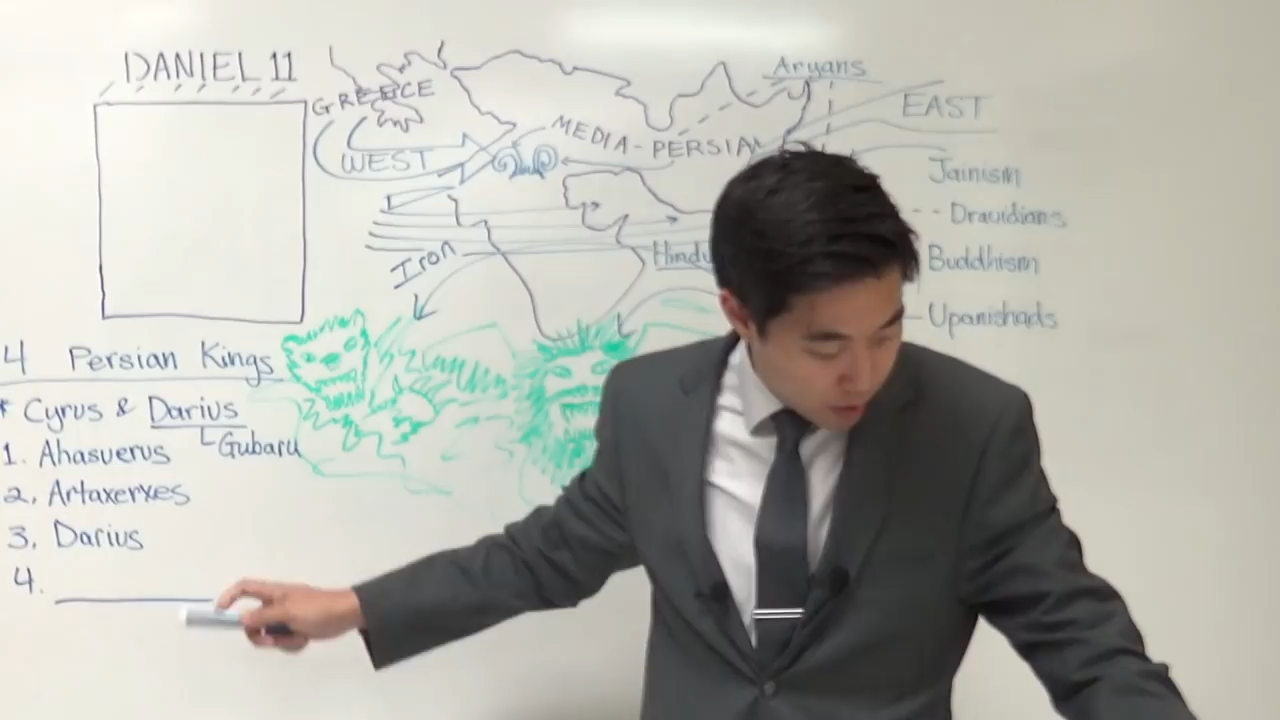 DANIEL 11
GREECE
WEST
MEDIA-PERSIAN
Aryans
EAST
Jainism
Dravidians
Buddhism
Upanishads
Iron
Hindu
4 Persian Kings
* Cyrus & Darius
Gubaru
1. Ahasuerus
2. Artaxerxes
3. Darius
4.